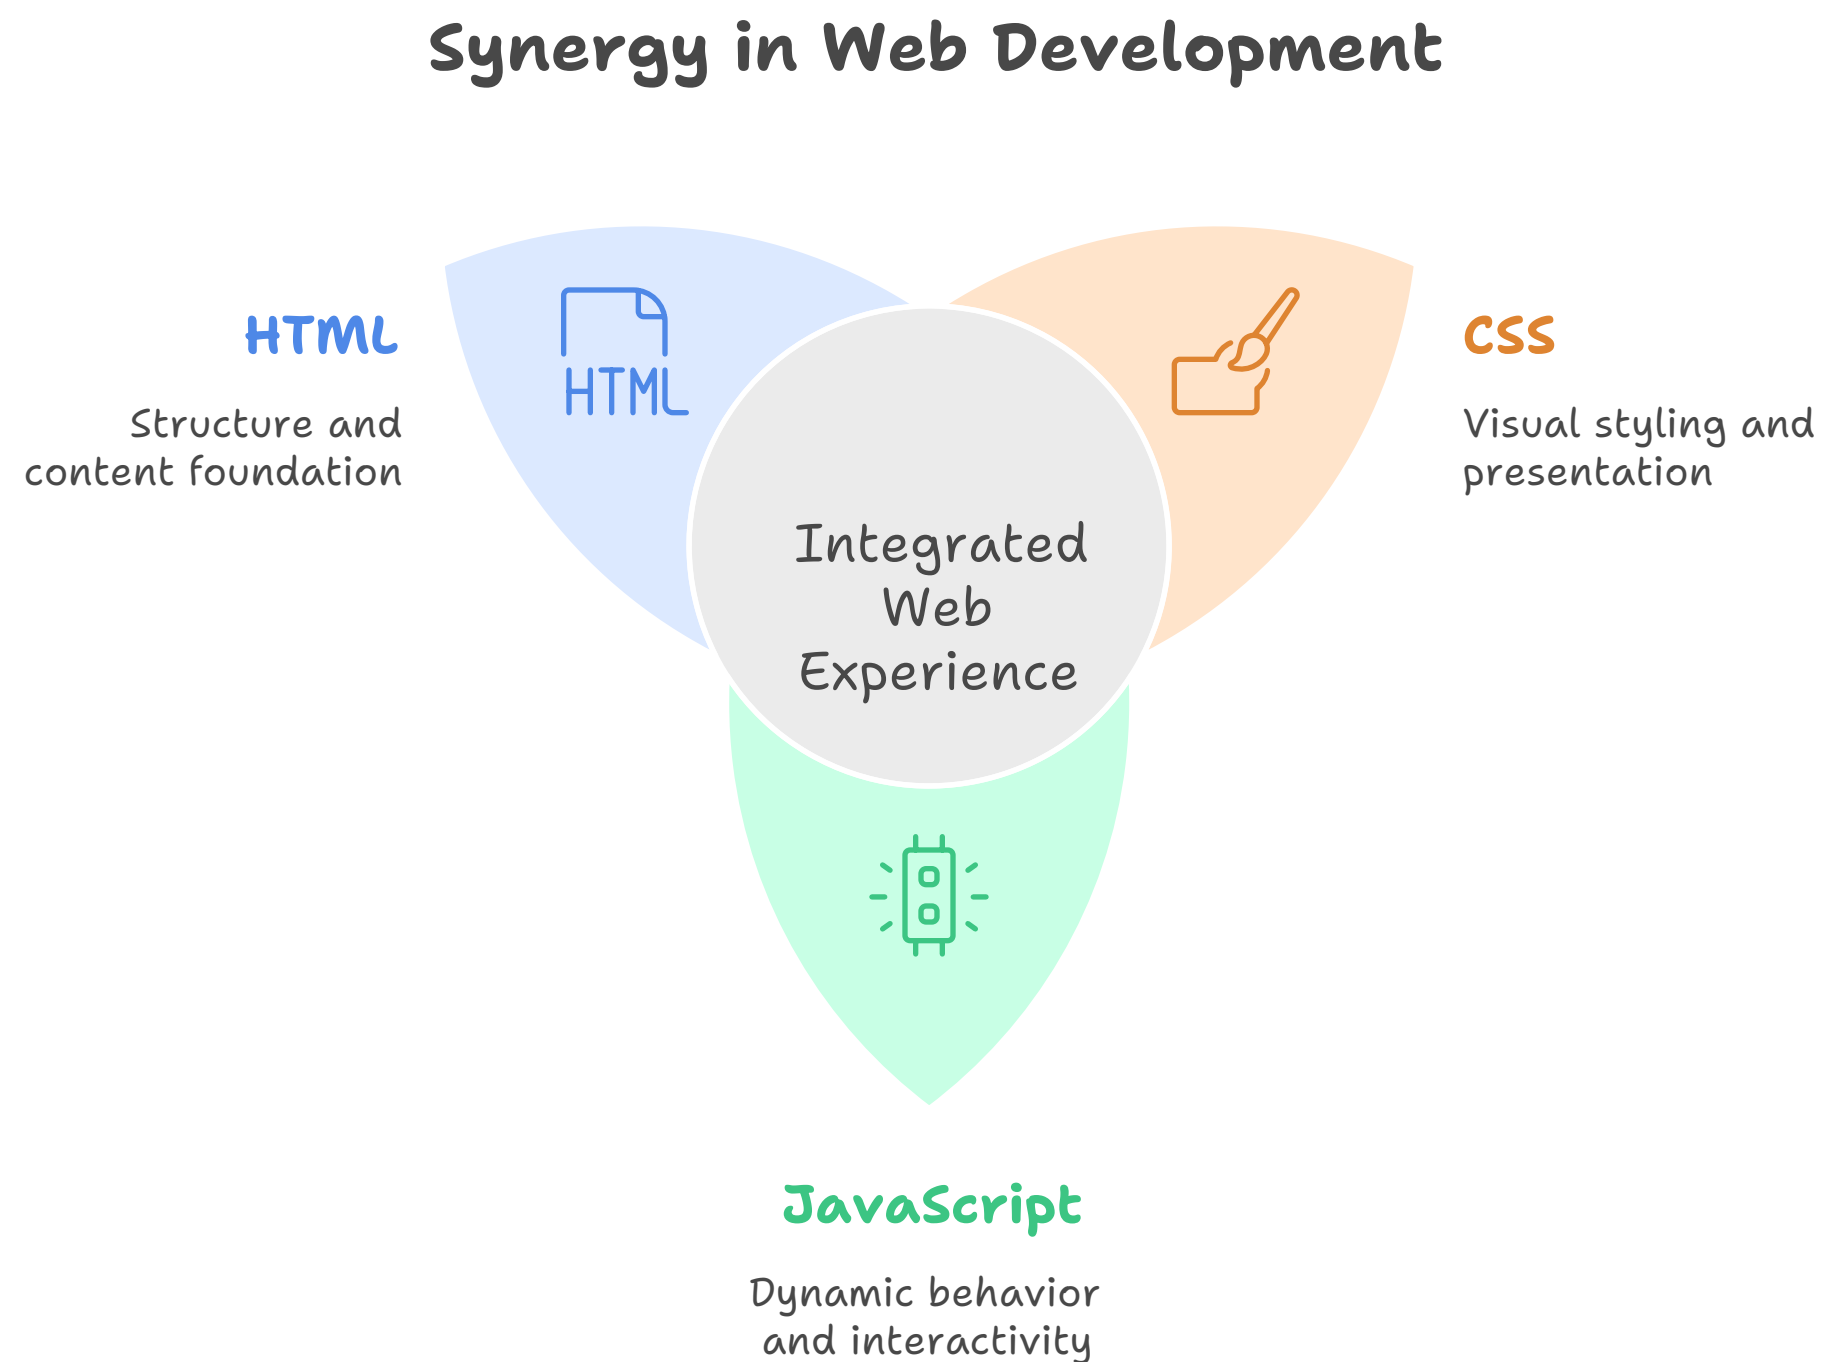 Synergy in Web Development
HTML
Structure and
content foundation
HTML
CSS
Visual styling and
presentation
Integrated
Web
Experience
JavaScript
Dynamic behavior
and interactivity